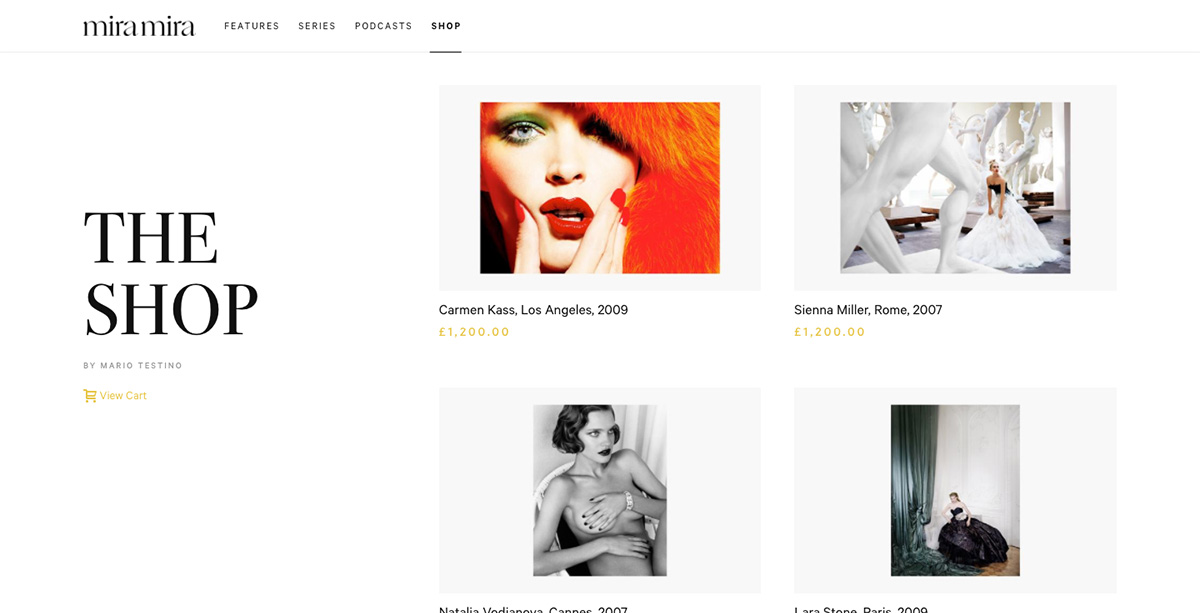 mira mira
FEATURES SERIES PODCASTS SHOP
THE
SHOP
BY MARIO TESTINO
View Cart
Carmen Kass, Los Angeles, 2009
£1,200.00
Sienna Miller, Rome, 2007
£1,200.00
Natalia Vodianova, Cannes, 2007
Lara Stone, Paris, 2009